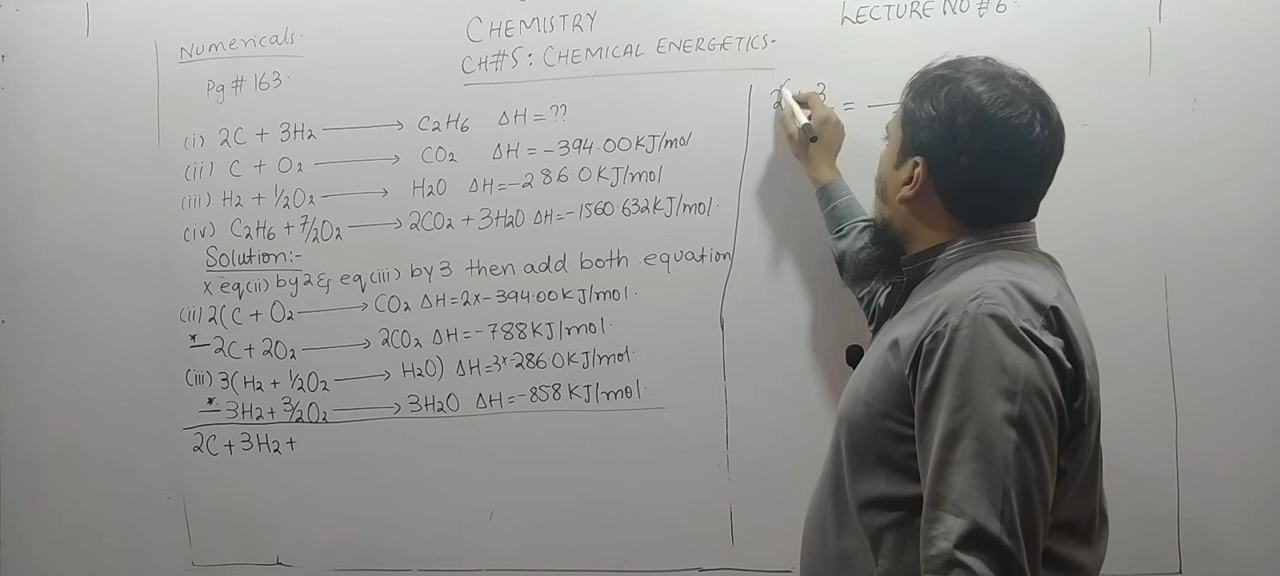 CHEMISTRY
LECTURE NO # 6.
CH#5: CHEMICAL ENERGETICS.
Numericals.
Pg # 163.
(i) 2C + 3H2 ⟶ C2H6 ΔH = ??
(ii) C + O2 ⟶ CO2 ΔH = -394.00KJ/mol
(iii) H2 + 1/2O2 ⟶ H2O ΔH=-286.0KJ/mol
(iv) C2H6 + 7/2O2 ⟶ 2CO2 + 3H2O ΔH=-1560.632KJ/mol.
Solution:-
x eq(ii) by 2 & eq(iii) by 3 then add both equation
(ii) 2(C + O2 ⟶ CO2 ΔH=2x-394.00KJ/mol.
*- 2C + 2O2 ⟶ 2CO2 ΔH=-788KJ/mol.
(iii) 3(H2 + 1/2O2 ⟶ H2O) ΔH=3x-286.0KJ/mol.
*- 3H2 + 3/2O2 ⟶ 3H2O ΔH=-858KJ/mol.
2C + 3H2 +
2 + 3 =